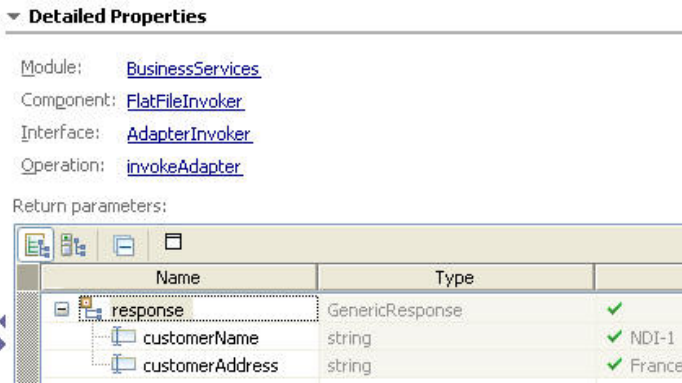 Detailed Properties
Module: BusinessServices
Component: FlatFileInvoker
Interface: AdapterInvoker
Operation: invokeAdapter
Return parameters:
Name Type
response GenericResponse
customerName string NDI-1
customerAddress string France